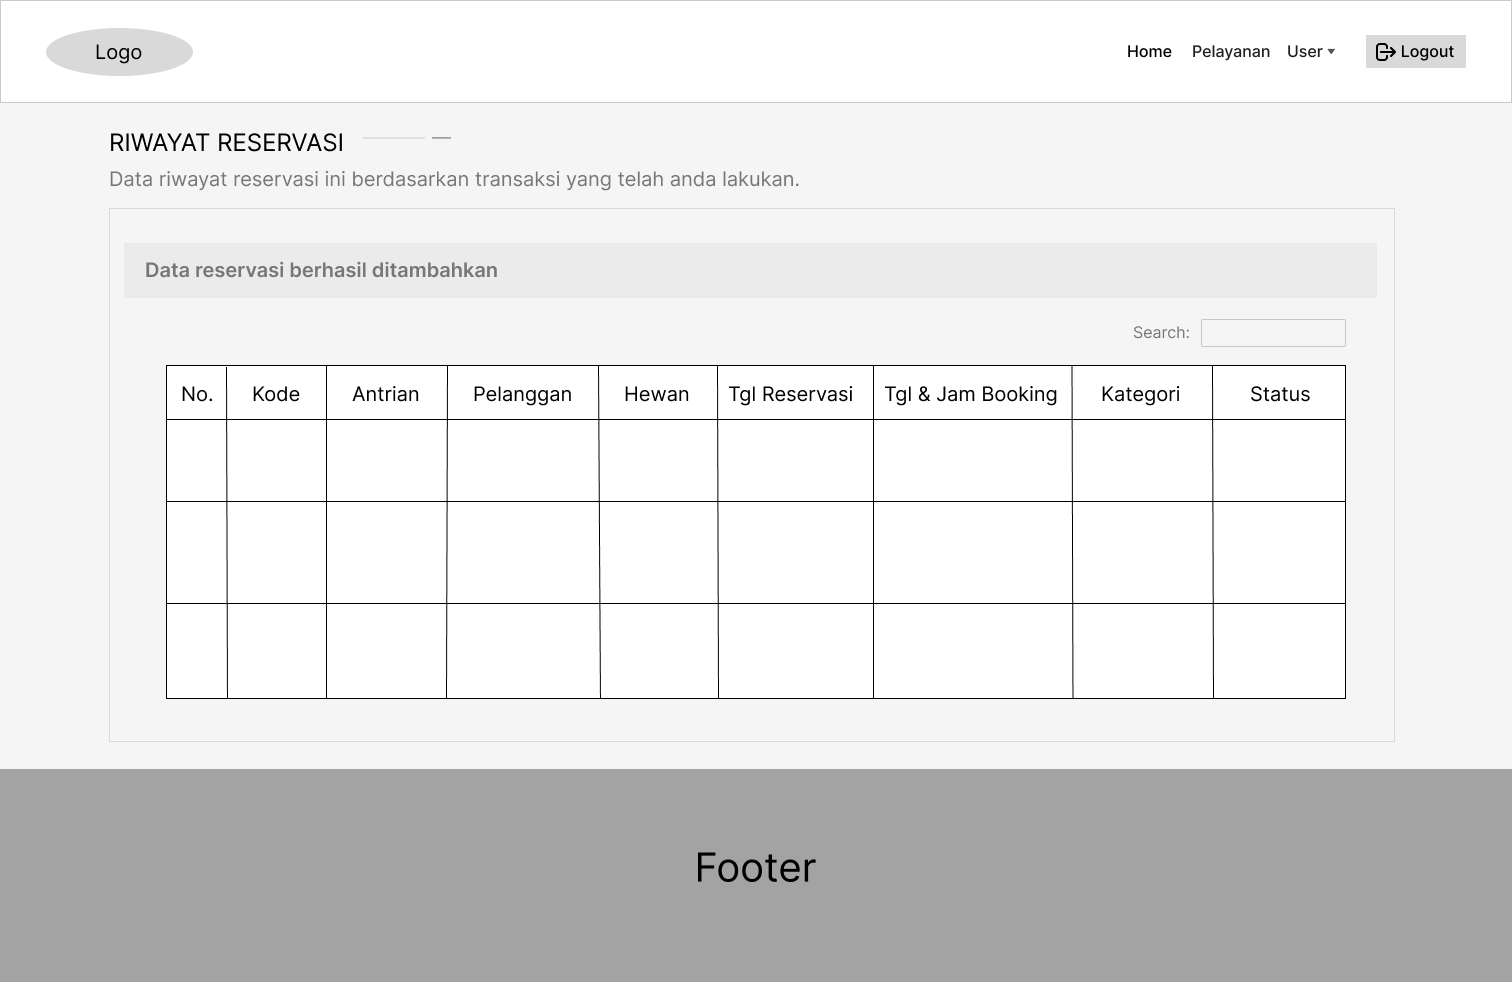 Logo
Home Pelayanan User Logout
RIWAYAT RESERVASI
Data riwayat reservasi ini berdasarkan transaksi yang telah anda lakukan.
Data reservasi berhasil ditambahkan
Search:
No. Kode Antrian Pelanggan Hewan Tgl Reservasi Tgl & Jam Booking Kategori Status
Footer